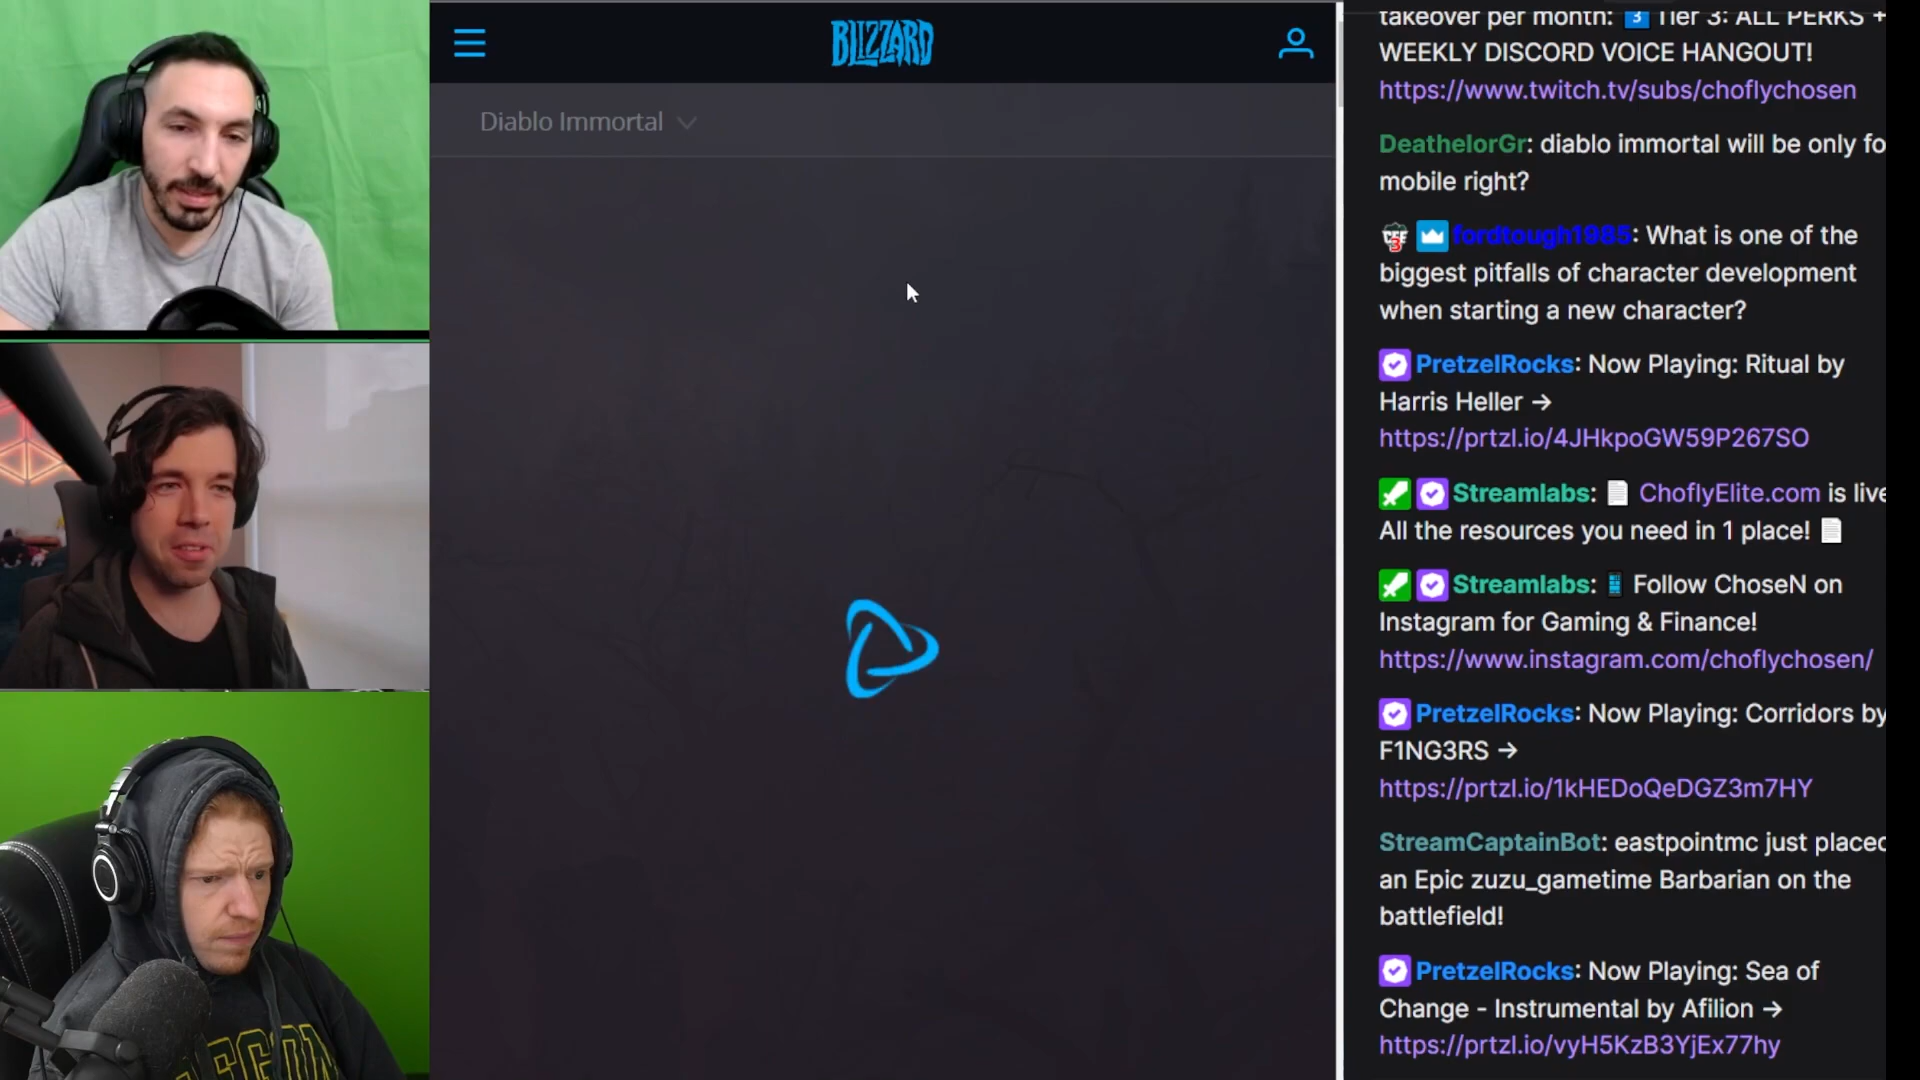 BLIZZARD
Diablo Immortal
takeover per month: 3 Tier 3: ALL PERKS +
WEEKLY DISCORD VOICE HANGOUT!
https://www.twitch.tv/subs/choflychosen
DeathelorGr: diablo immortal will be only fo
mobile right?
fordtough1985: What is one of the
biggest pitfalls of character development
when starting a new character?
PretzelRocks: Now Playing: Ritual by
Harris Heller →
https://prtzl.io/4JHkpoGW59P267SO
Streamlabs: ChoflyElite.com is live
All the resources you need in 1 place!
Streamlabs: Follow ChoseN on
Instagram for Gaming & Finance!
https://www.instagram.com/choflychosen/
PretzelRocks: Now Playing: Corridors by
F1NG3RS →
https://prtzl.io/1kHEDoQeDGZ3m7HY
StreamCaptainBot: eastpointmc just placed
an Epic zuzu_gametime Barbarian on the
battlefield!
PretzelRocks: Now Playing: Sea of
Change - Instrumental by Afilion →
https://prtzl.io/vyH5KzB3YjEx77hy